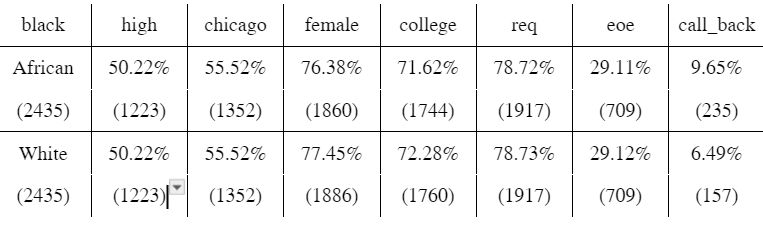 black high chicago female college req eoe call_back
African 50.22% 55.52% 76.38% 71.62% 78.72% 29.11% 9.65%
(2435) (1223) (1352) (1860) (1744) (1917) (709) (235)
White 50.22% 55.52% 77.45% 72.28% 78.73% 29.12% 6.49%
(2435) (1223) (1352) (1886) (1760) (1917) (709) (157)